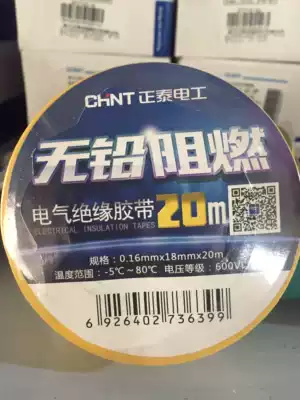 CHNT 正泰电工
无铅阻燃
电气绝缘胶带 20m
ELECTRICAL INSULATION TAPES
规格：0.16mmx18mmx20m
温度范围：-5℃～80℃ 电压等级：600V
6 926402 736399